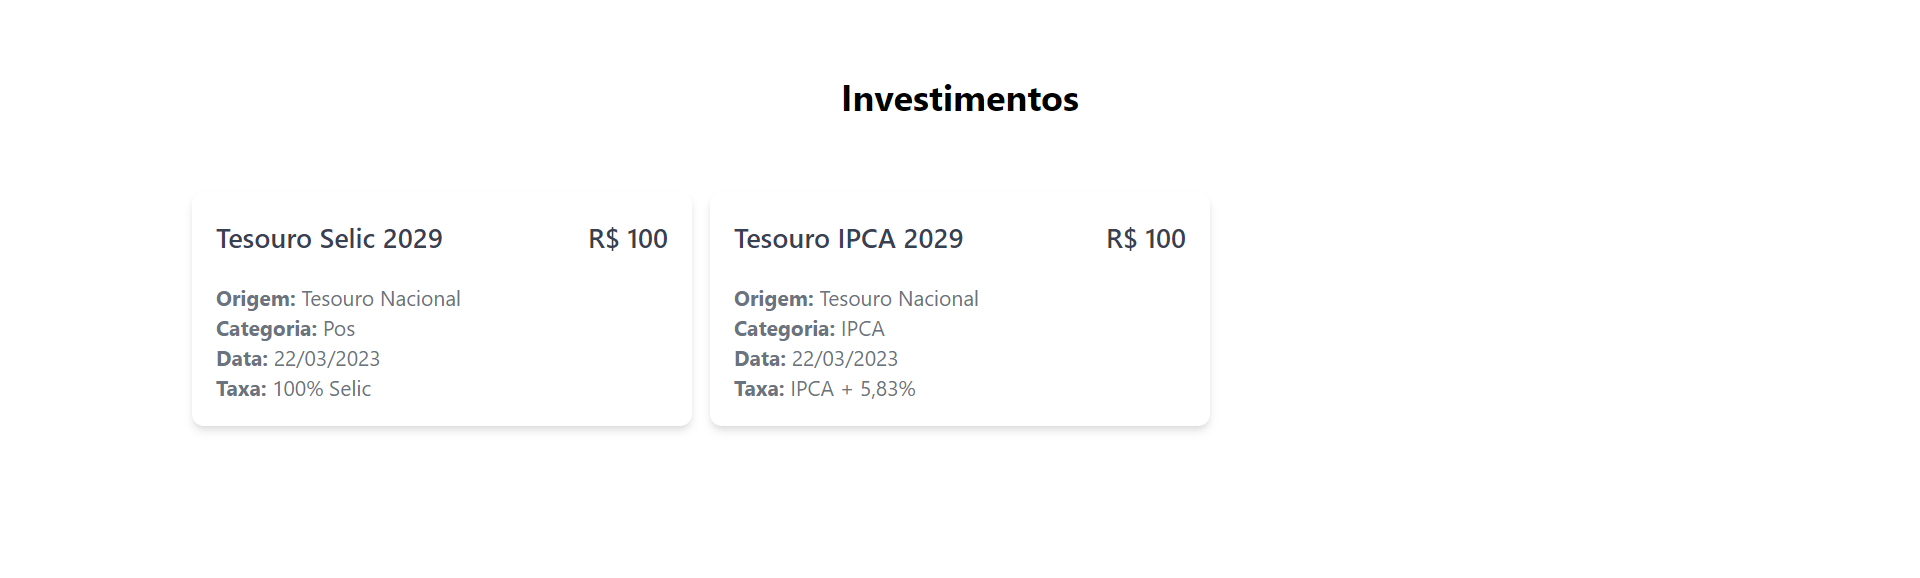 Investimentos
Tesouro Selic 2029 R$ 100
Origem: Tesouro Nacional
Categoria: Pos
Data: 22/03/2023
Taxa: 100% Selic
Tesouro IPCA 2029 R$ 100
Origem: Tesouro Nacional
Categoria: IPCA
Data: 22/03/2023
Taxa: IPCA + 5,83%